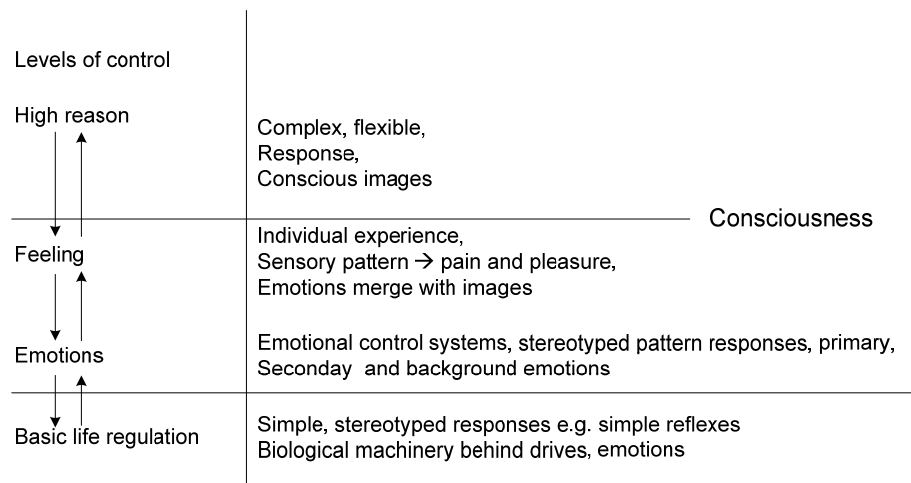 Levels of control
High reason
Complex, flexible,
Response,
Conscious images
Consciousness
Feeling
Individual experience,
Sensory pattern → pain and pleasure,
Emotions merge with images
Emotions
Emotional control systems, stereotyped pattern responses, primary,
Seconday and background emotions
Basic life regulation
Simple, stereotyped responses e.g. simple reflexes
Biological machinery behind drives, emotions